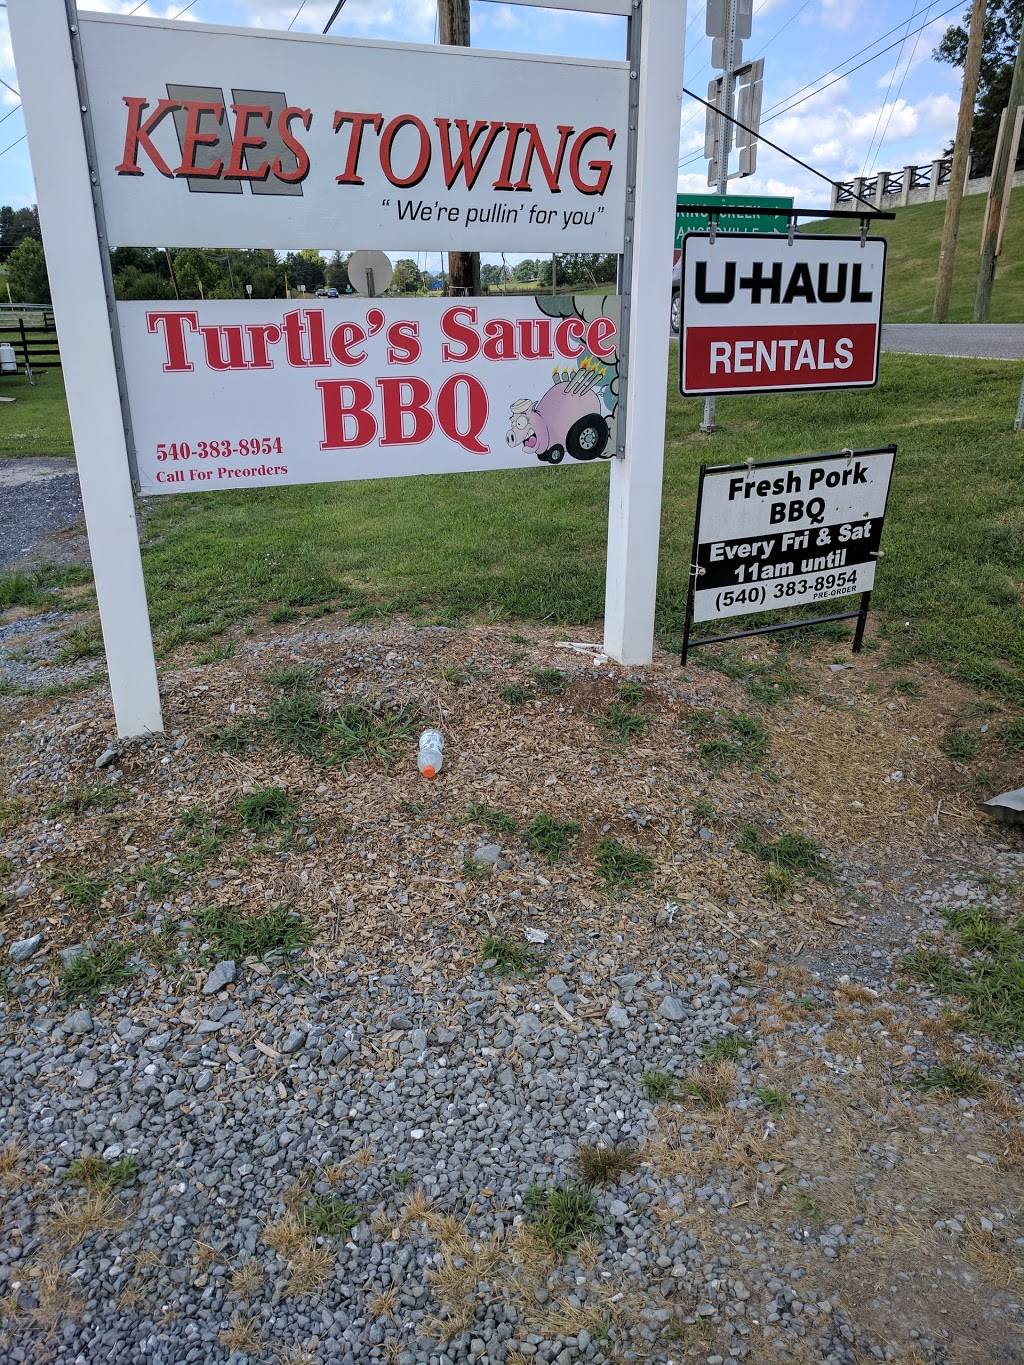 KEES TOWING
"We're pullin' for you"
Turtle's Sauce
BBQ
540-383-8954
Call For Preorders
U-HAUL
RENTALS
Fresh Pork
BBQ
Every Fri & Sat
11am until
(540) 383-8954
PRE-ORDER